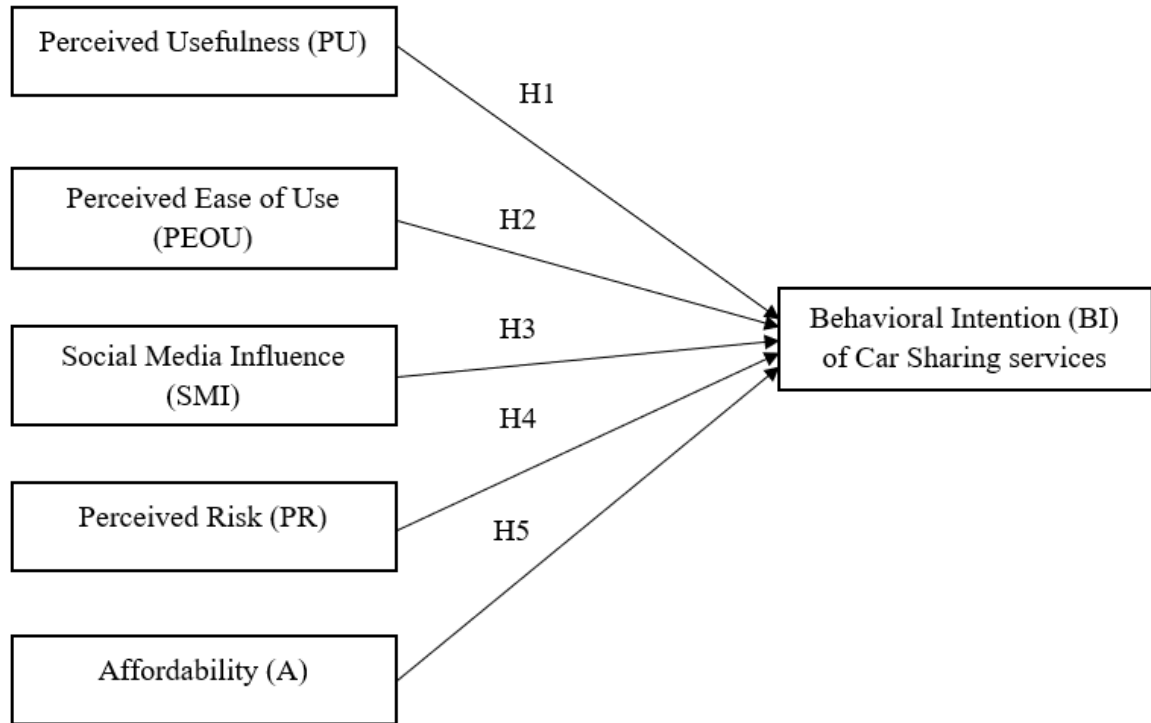 Perceived Usefulness (PU)
H1
Perceived Ease of Use
(PEOU)
H2
Social Media Influence
(SMI)
H3
Perceived Risk (PR)
H4
Affordability (A)
H5
Behavioral Intention (BI)
of Car Sharing services